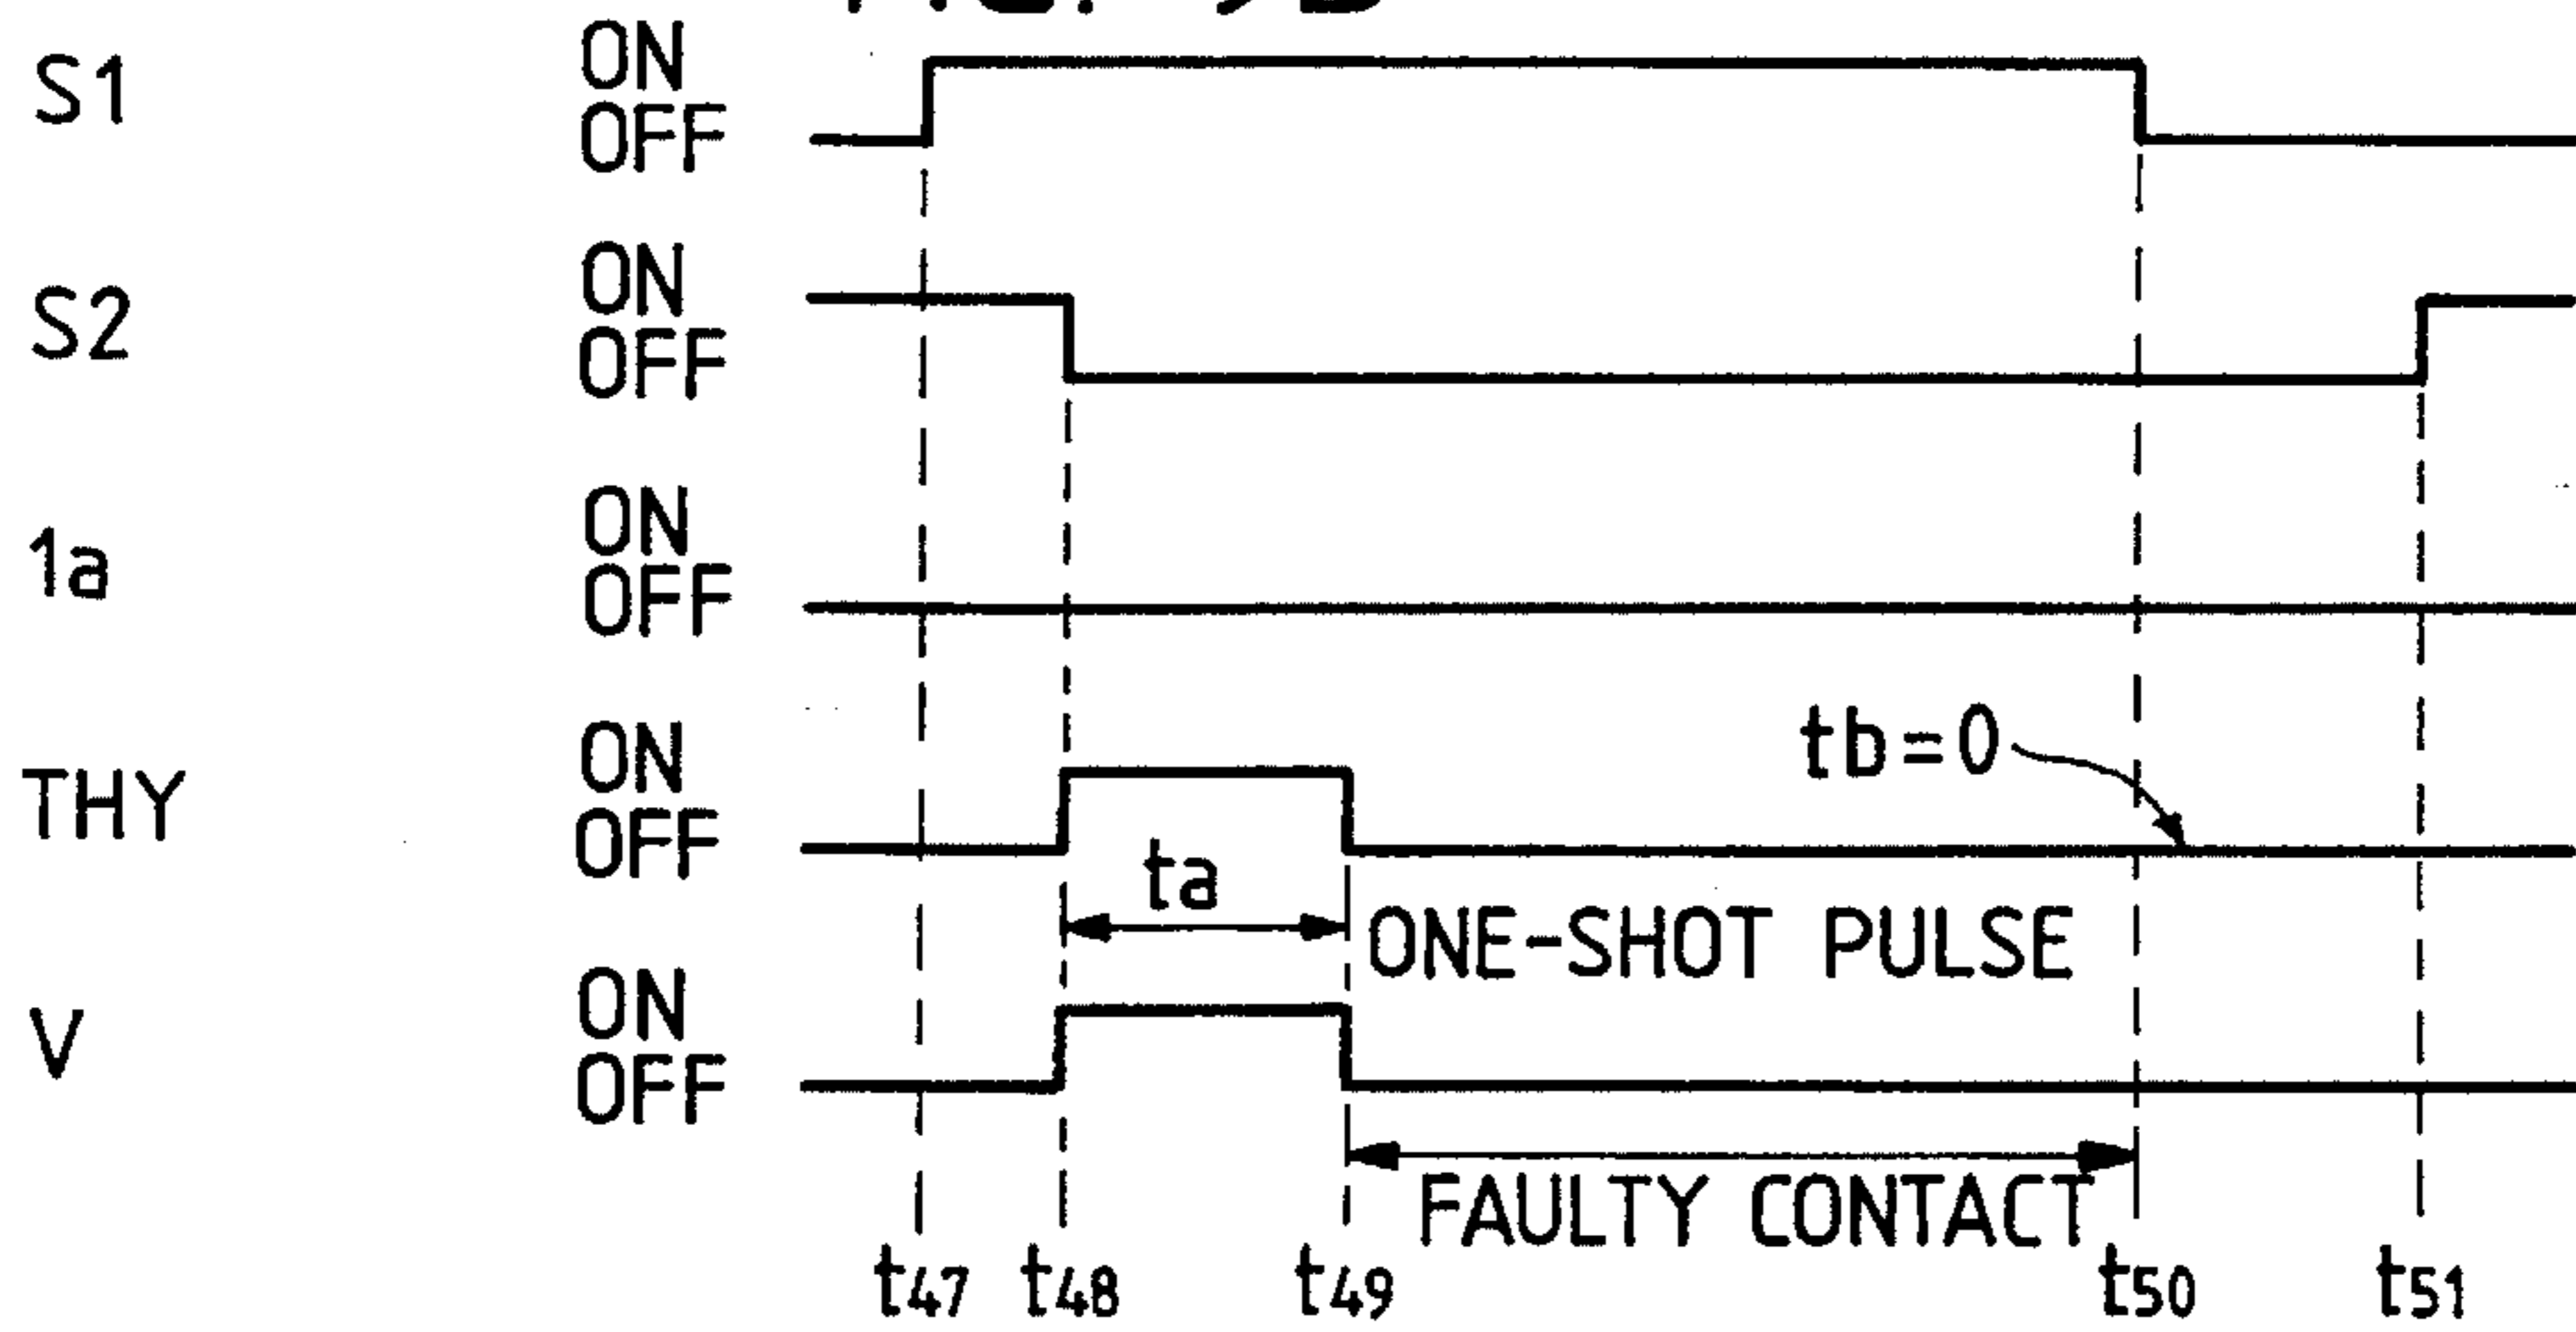 S1
ON
OFF
S2
ON
OFF
1a
ON
OFF
THY
ON
OFF
tb=0
ta
ONE-SHOT PULSE
V
ON
OFF
FAULTY CONTACT
t47 t48 t49 t50 t51